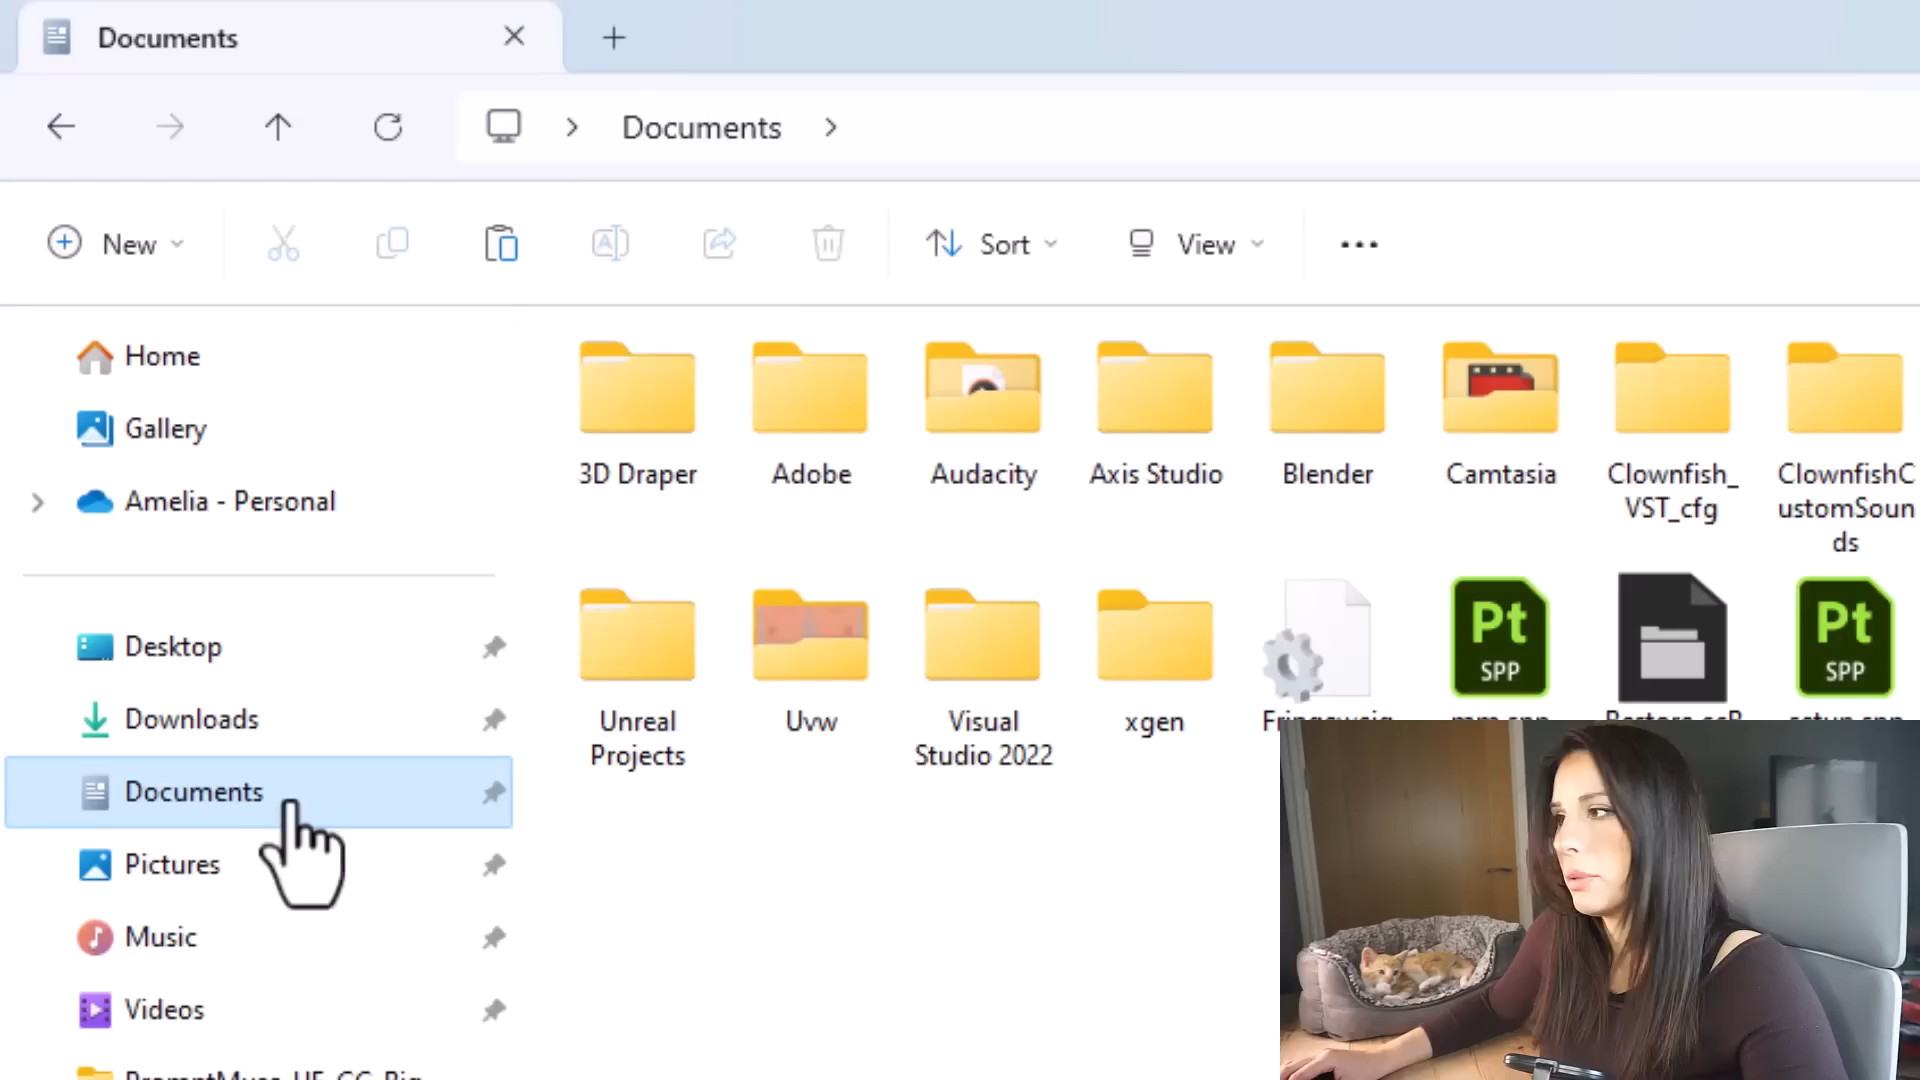 Documents
Documents
New
Sort
View
Home
Gallery
Amelia - Personal
Desktop
Downloads
Documents
Pictures
Music
Videos
3D Draper
Adobe
Audacity
Axis Studio
Blender
Camtasia
Clownfish_
VST_cfg
ClownfishC
ustomSoun
ds
Unreal
Projects
Uvw
Visual
Studio 2022
xgen
Pt
SPP
Pt
SPP